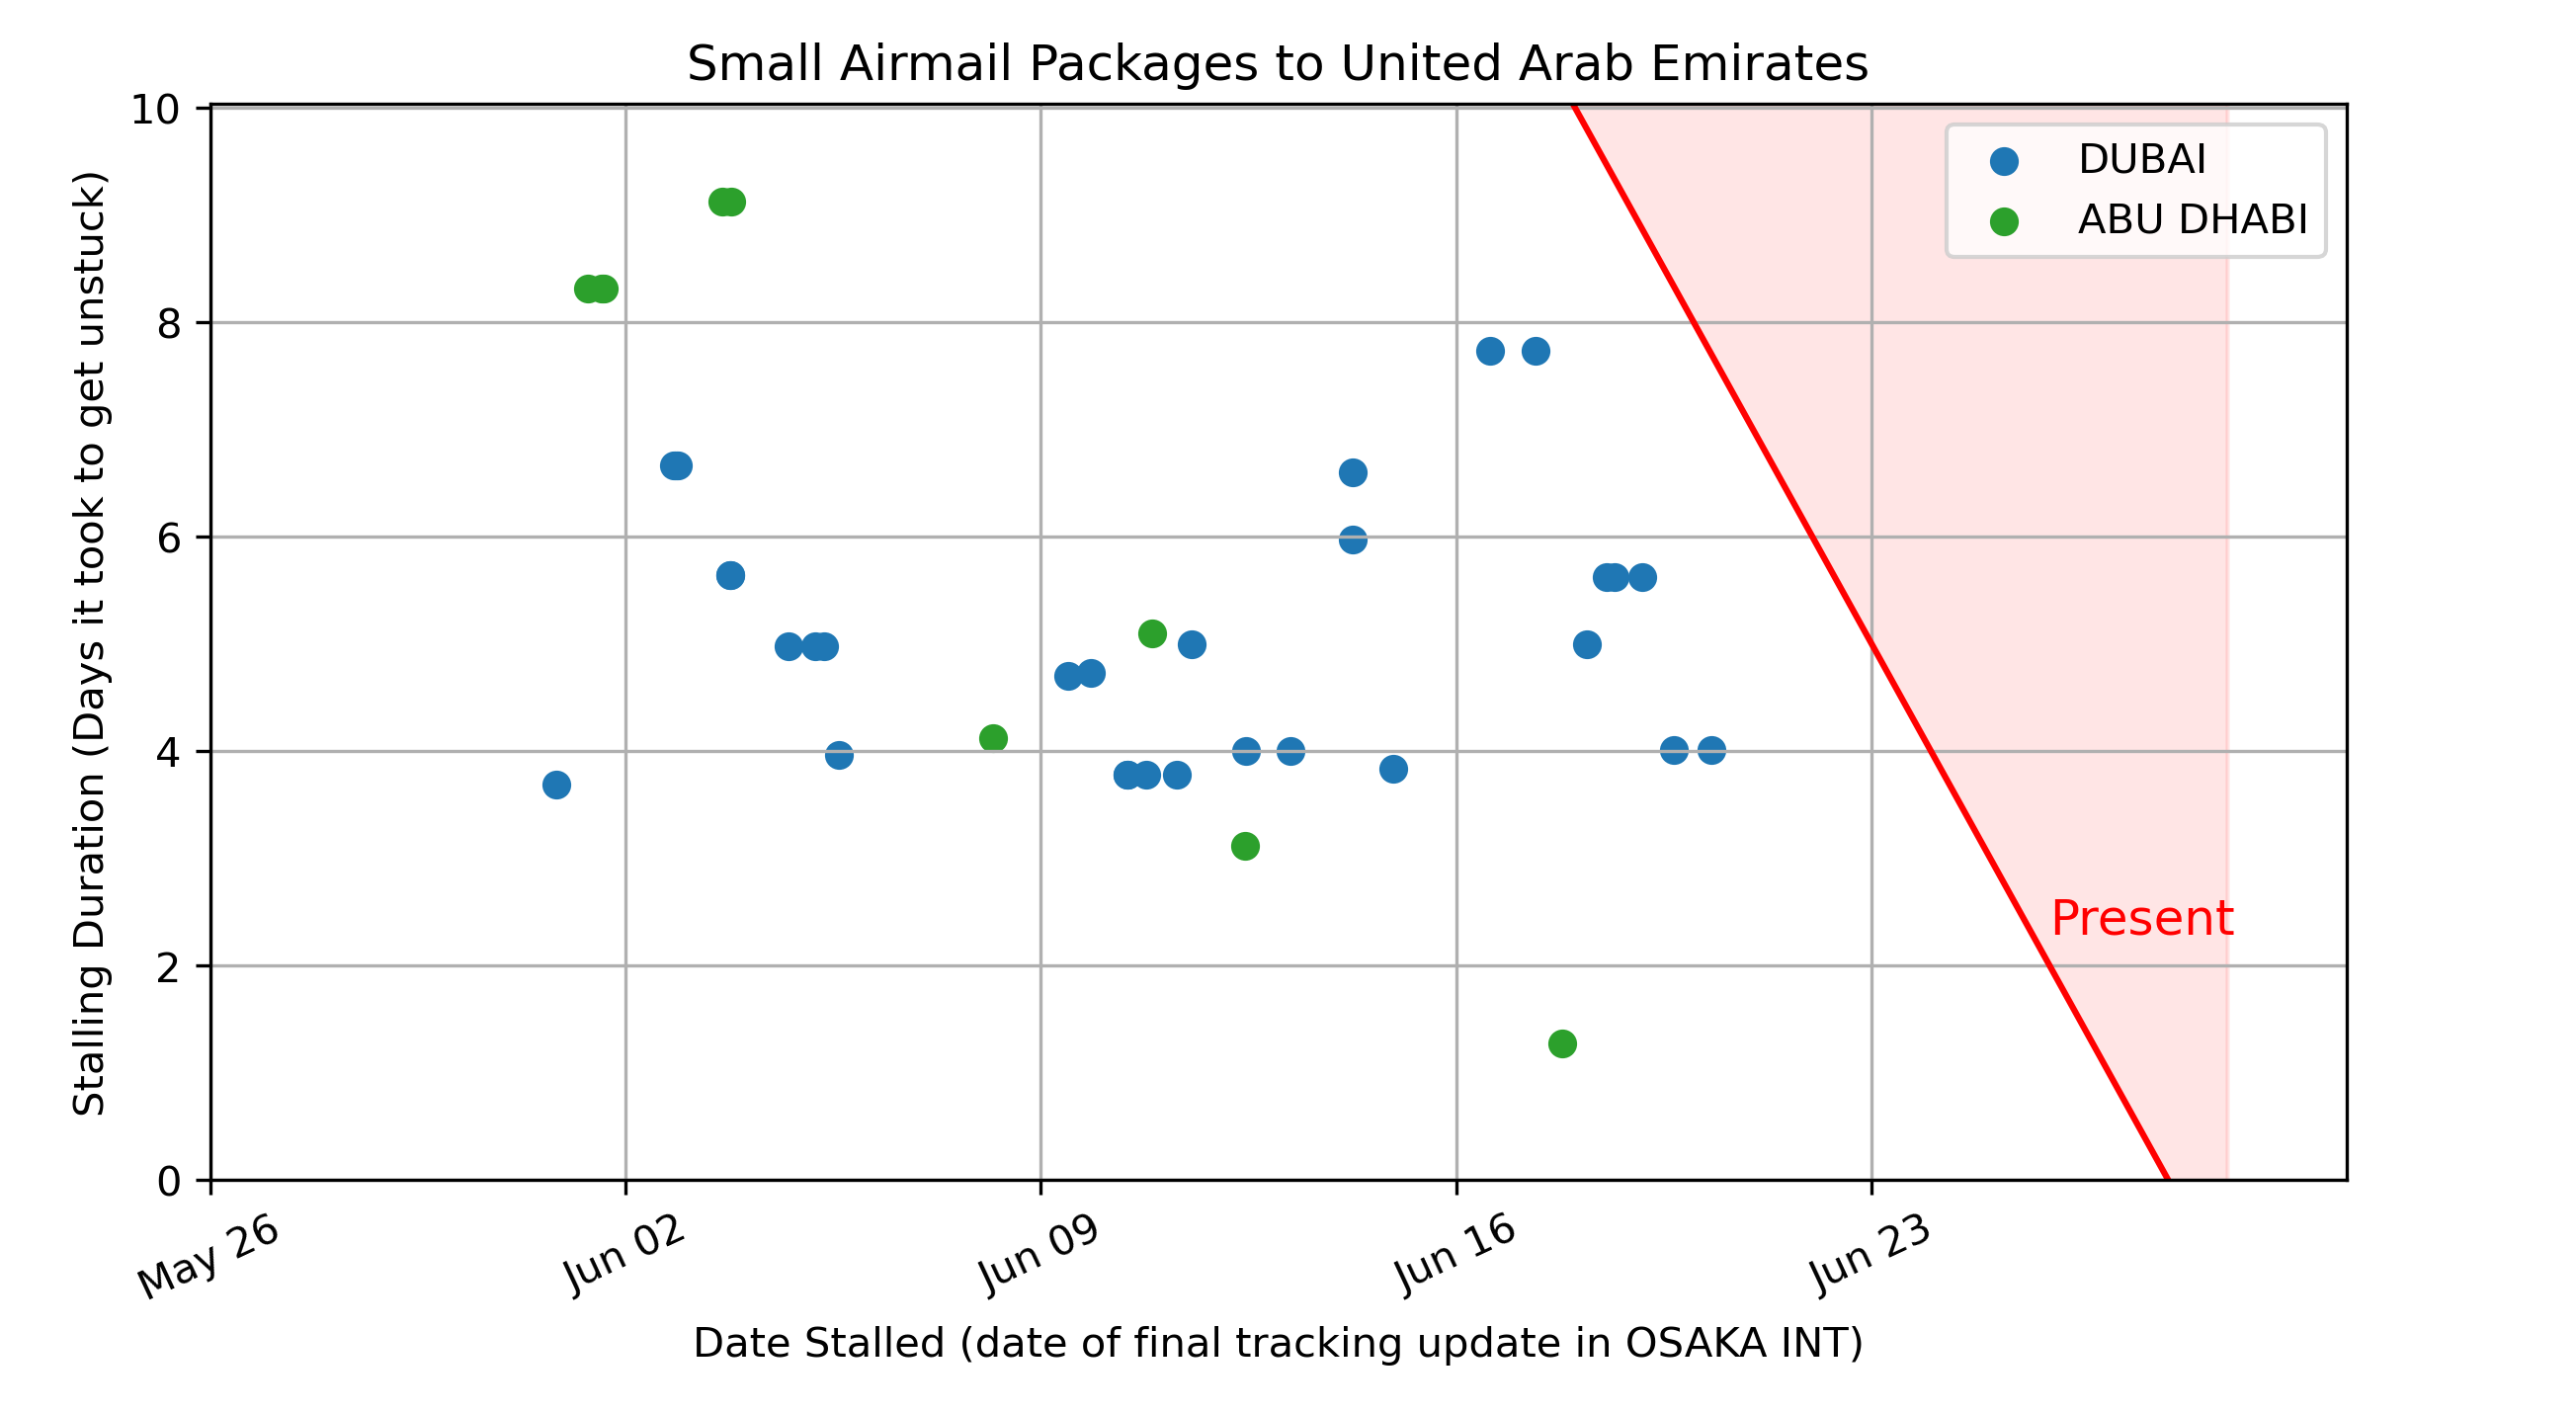 Small Airmail Packages to United Arab Emirates
Stalling Duration (Days it took to get unstuck)
10
8
6
4
2
0
DUBAI
ABU DHABI
Present
May 26
Jun 02
Jun 09
Jun 16
Jun 23
Date Stalled (date of final tracking update in OSAKA INT)